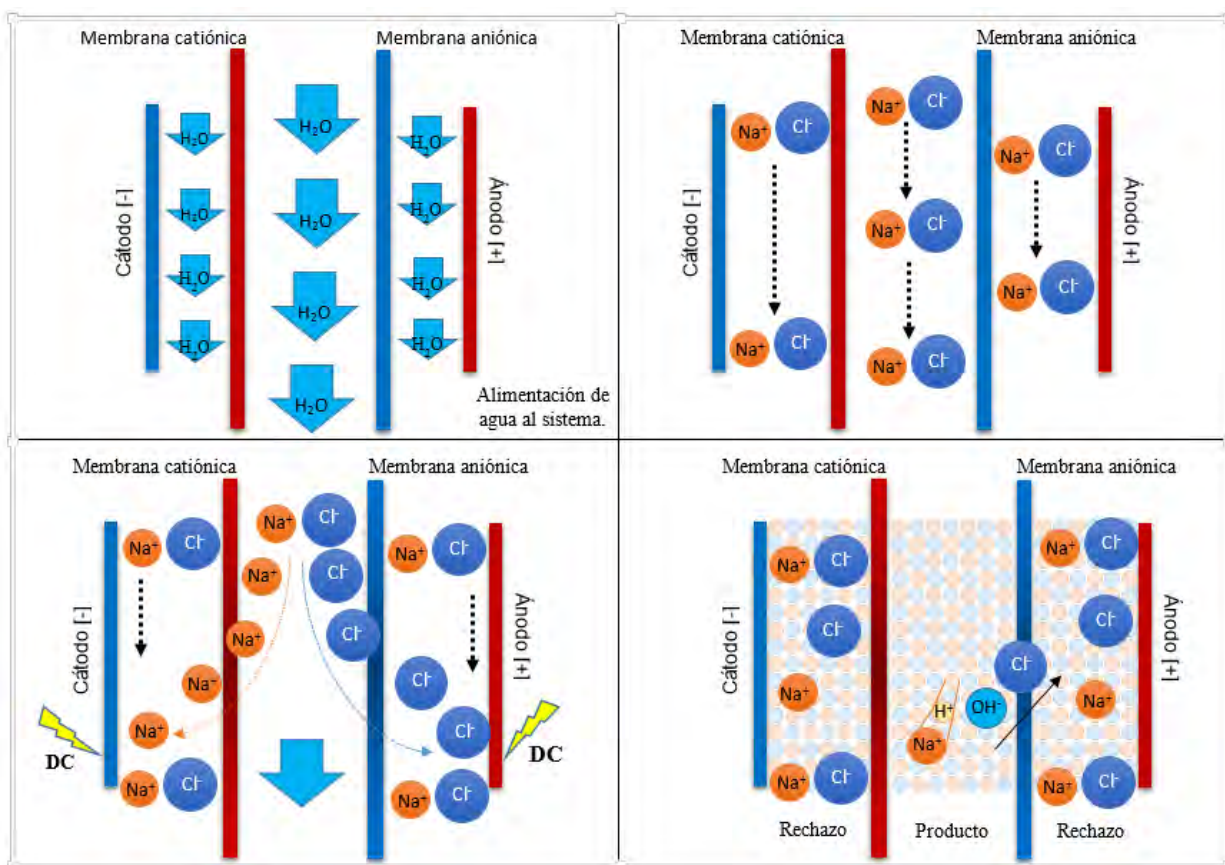 Membrana catiónica
Membrana aniónica
H₂O
H₂O
H₂O
H₂O
H₂O
H₂O
H₂O
H₂O
H₂O
H₂O
H₂O
H₂O
Cátodo [-]
Ánodo [+]
Alimentación de
agua al sistema.
Membrana catiónica
Membrana aniónica
Na⁺ Cl⁻
Na⁺ Cl⁻
Na⁺ Cl⁻
Cátodo [-]
Ánodo [+]
Na⁺ Cl⁻
Na⁺ Cl⁻
Na⁺ Cl⁻
Na⁺ Cl⁻
Membrana catiónica
Membrana aniónica
Na⁺ Cl⁻
Na⁺ Cl⁻
Na⁺ Cl⁻
Na⁺
Cl⁻
Cátodo [-]
Ánodo [+]
Na⁺
Cl⁻
Na⁺
Cl⁻
Na⁺
Cl⁻
DC
DC
Na⁺ Cl⁻
Na⁺ Cl⁻
Membrana catiónica
Membrana aniónica
Na⁺ Cl⁻
Na⁺ Cl⁻
Cátodo [-]
Ánodo [+]
Cl⁻
Cl⁻
Na⁺
Cl⁻
Na⁺
H⁺
OH⁻
Na⁺
Na⁺ Cl⁻
Na⁺ Cl⁻
Rechazo
Producto
Rechazo